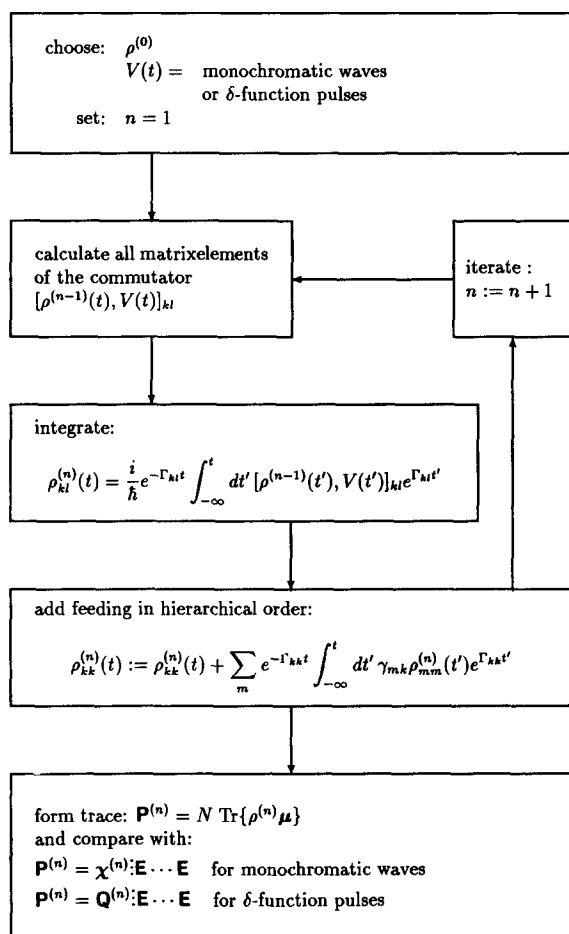 choose: ρ^(0)
V(t) = monochromatic waves
or δ-function pulses
set: n = 1
calculate all matrixelements
of the commutator
[ρ^(n−1)(t), V(t)]_kl
iterate :
n := n + 1
integrate:
ρ_kl^(n)(t) = i/ħ e^(−Γ_kl t) ∫_−∞^t dt′ [ρ^(n−1)(t′), V(t′)]_kl e^(Γ_kl t′)
add feeding in hierarchical order:
ρ_kk^(n)(t) := ρ_kk^(n)(t) + ∑_m e^(−Γ_kk t) ∫_−∞^t dt′ γ_mk ρ_mm^(n)(t′) e^(Γ_kk t′)
form trace: P^(n) = N Tr{ρ^(n) μ}
and compare with:
P^(n) = χ^(n)⋮E ⋯ E for monochromatic waves
P^(n) = Q^(n)⋮E ⋯ E for δ-function pulses